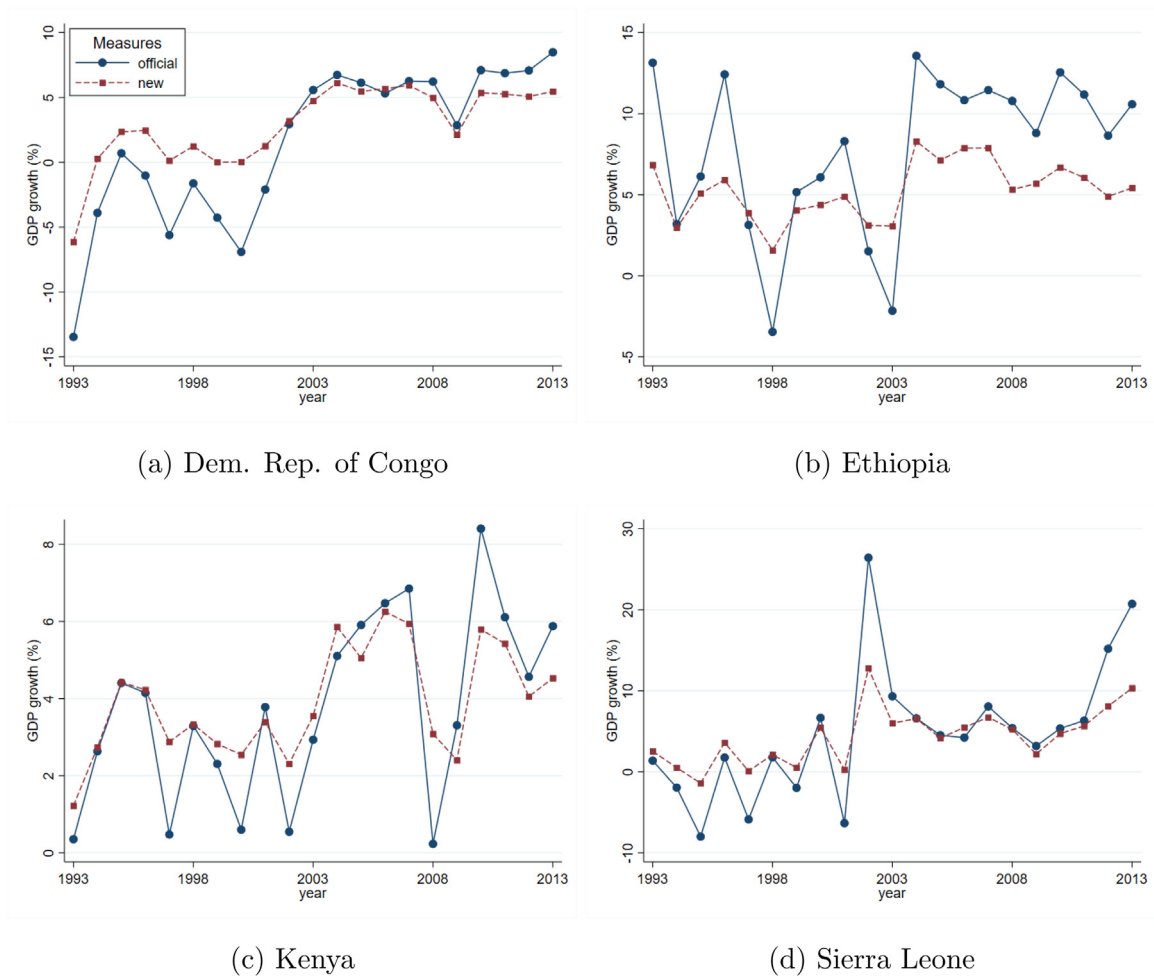 Measures
official
new
GDP growth (%)
10
5
0
-5
-10
-15
1993
1998
2003
2008
2013
year
(a) Dem. Rep. of Congo
GDP growth (%)
15
10
5
0
-5
1993
1998
2003
2008
2013
year
(b) Ethiopia
GDP growth (%)
8
6
4
2
0
1993
1998
2003
2008
2013
year
(c) Kenya
GDP growth (%)
30
20
10
0
-10
1993
1998
2003
2008
2013
year
(d) Sierra Leone